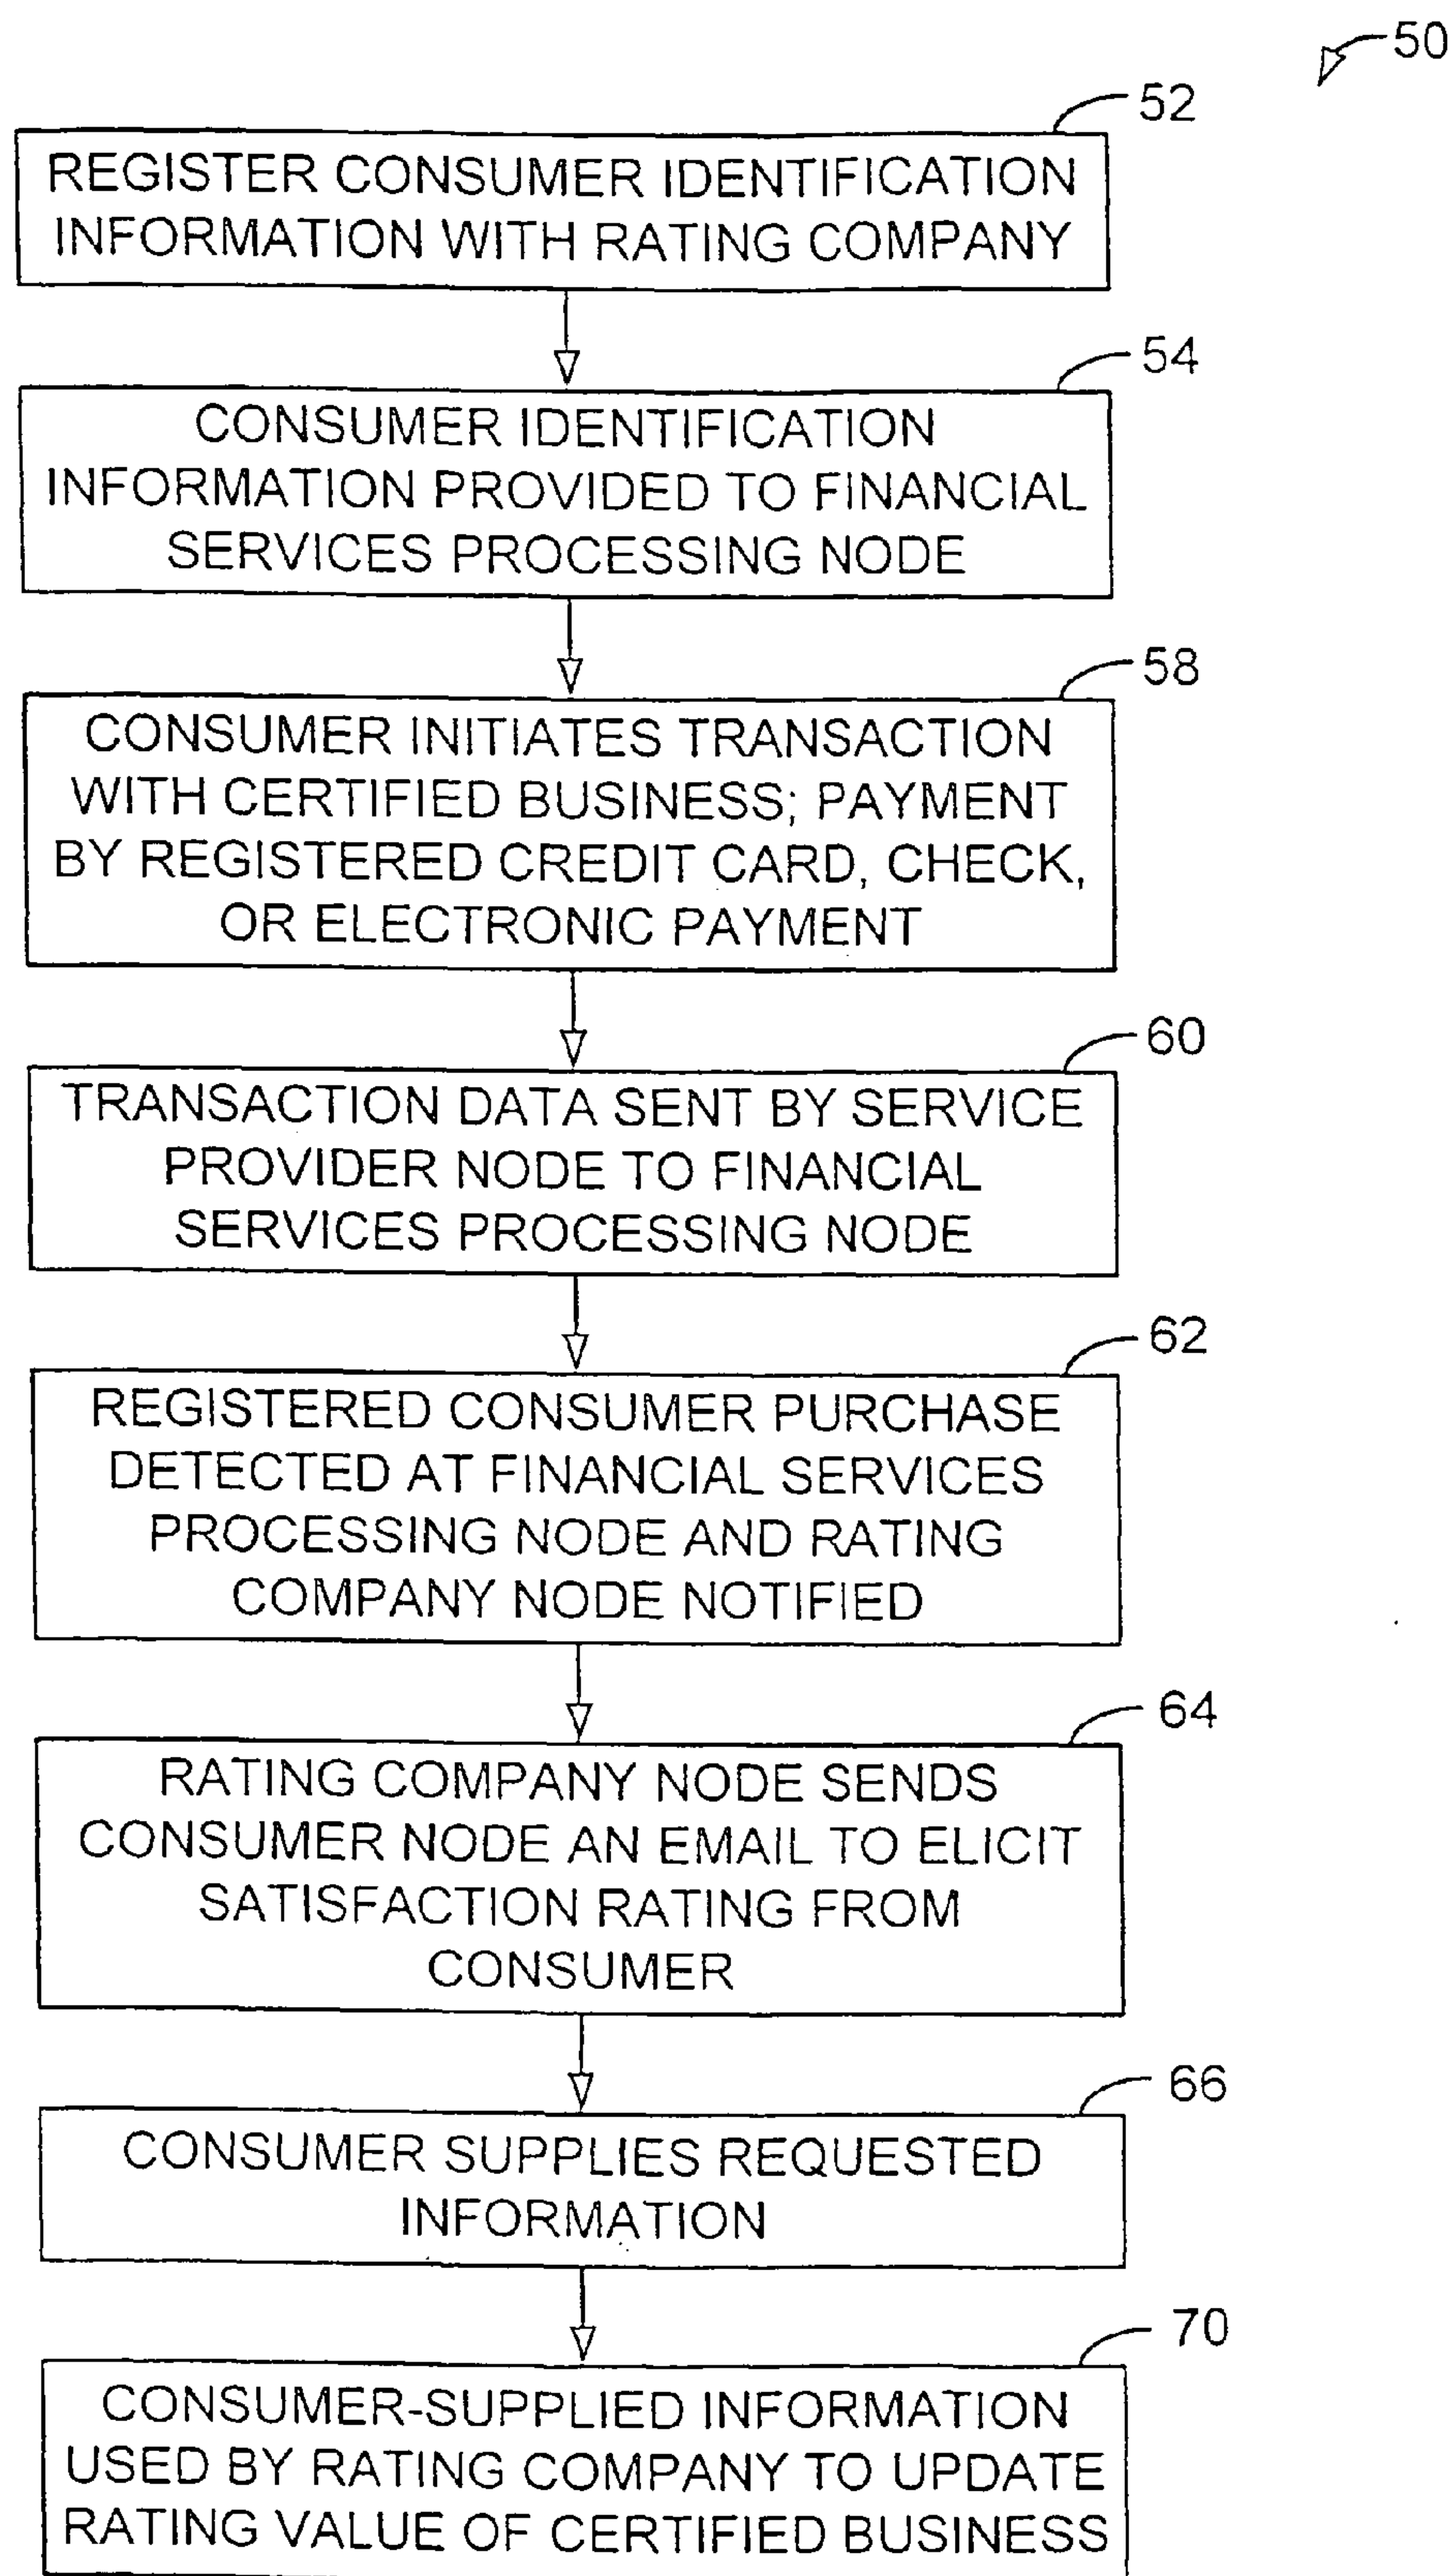 50
52
REGISTER CONSUMER IDENTIFICATION
INFORMATION WITH RATING COMPANY
54
CONSUMER IDENTIFICATION
INFORMATION PROVIDED TO FINANCIAL
SERVICES PROCESSING NODE
58
CONSUMER INITIATES TRANSACTION
WITH CERTIFIED BUSINESS; PAYMENT
BY REGISTERED CREDIT CARD, CHECK,
OR ELECTRONIC PAYMENT
60
TRANSACTION DATA SENT BY SERVICE
PROVIDER NODE TO FINANCIAL
SERVICES PROCESSING NODE
62
REGISTERED CONSUMER PURCHASE
DETECTED AT FINANCIAL SERVICES
PROCESSING NODE AND RATING
COMPANY NODE NOTIFIED
64
RATING COMPANY NODE SENDS
CONSUMER NODE AN EMAIL TO ELICIT
SATISFACTION RATING FROM
CONSUMER
66
CONSUMER SUPPLIES REQUESTED
INFORMATION
70
CONSUMER-SUPPLIED INFORMATION
USED BY RATING COMPANY TO UPDATE
RATING VALUE OF CERTIFIED BUSINESS